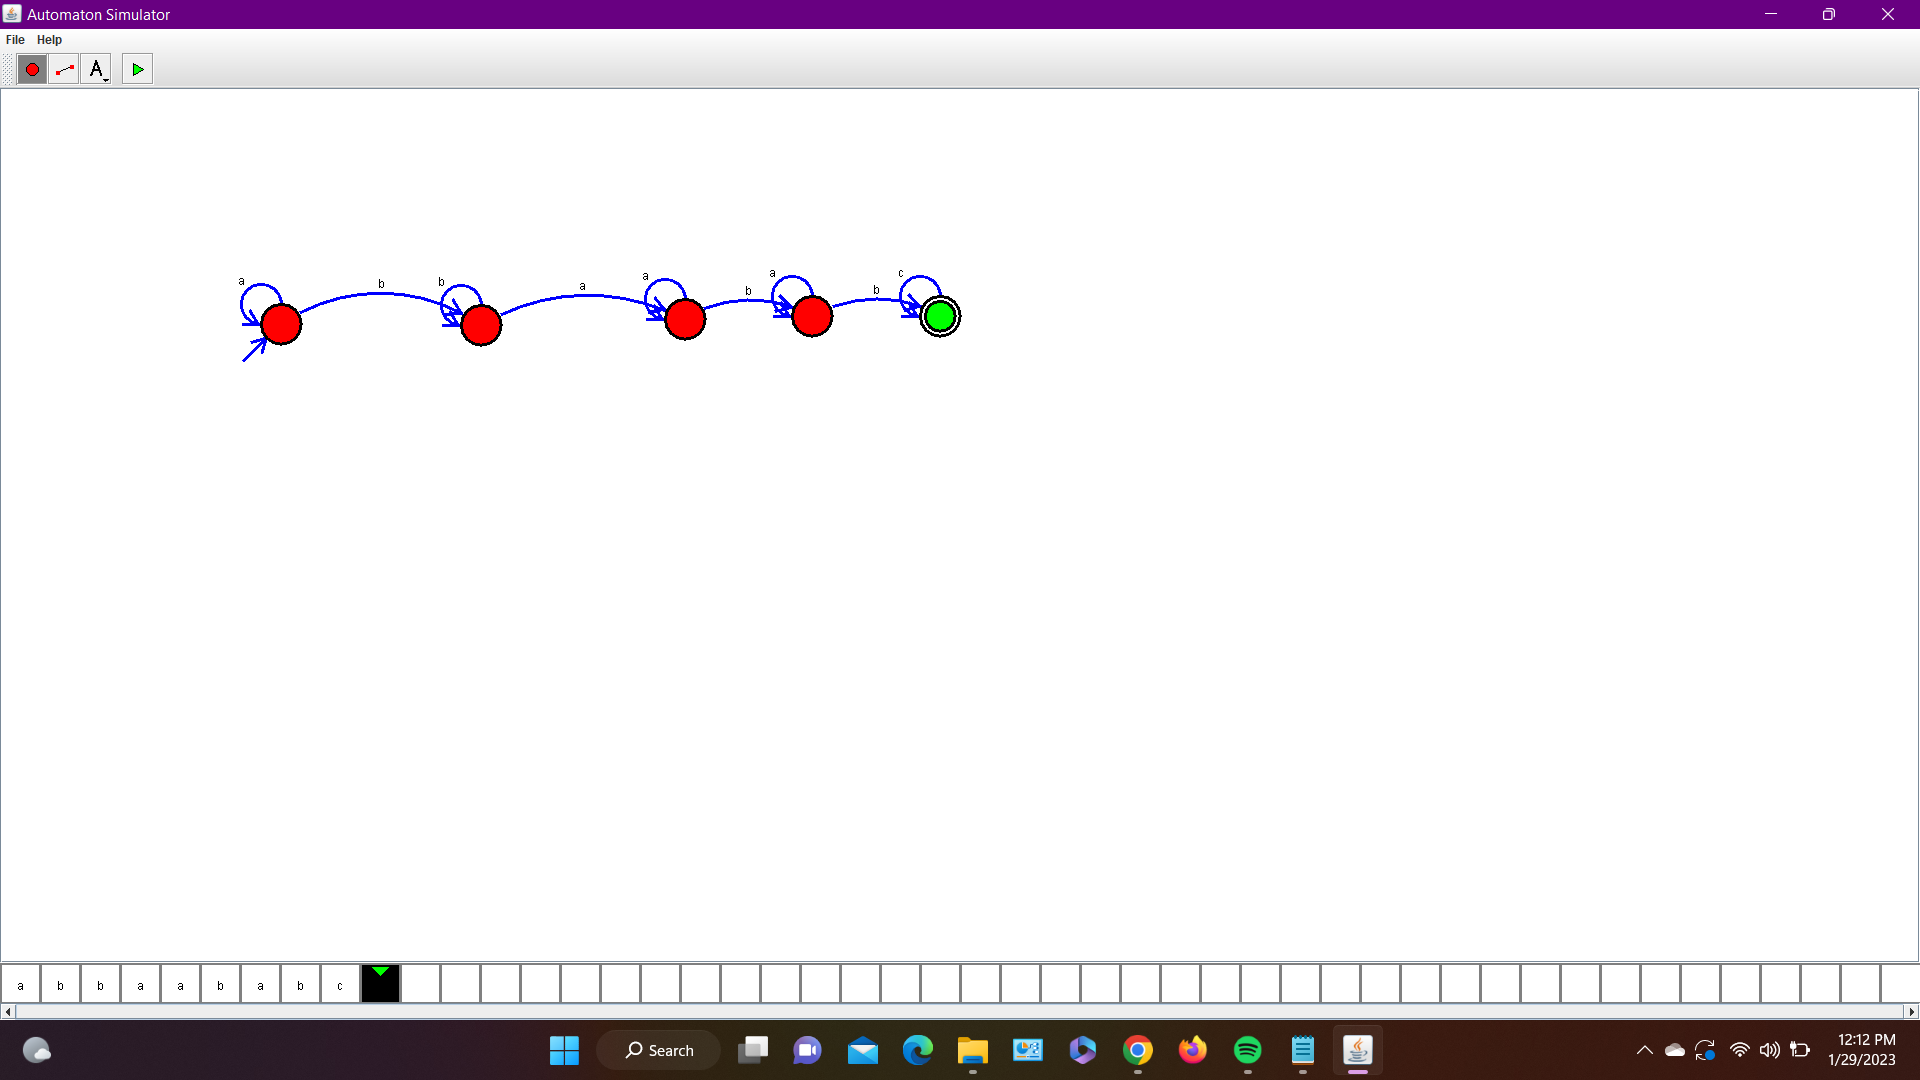 Automaton Simulator
File Help
A
a b b a a a b a b c
a b b a a b a b c
Search
12:12 PM
1/29/2023